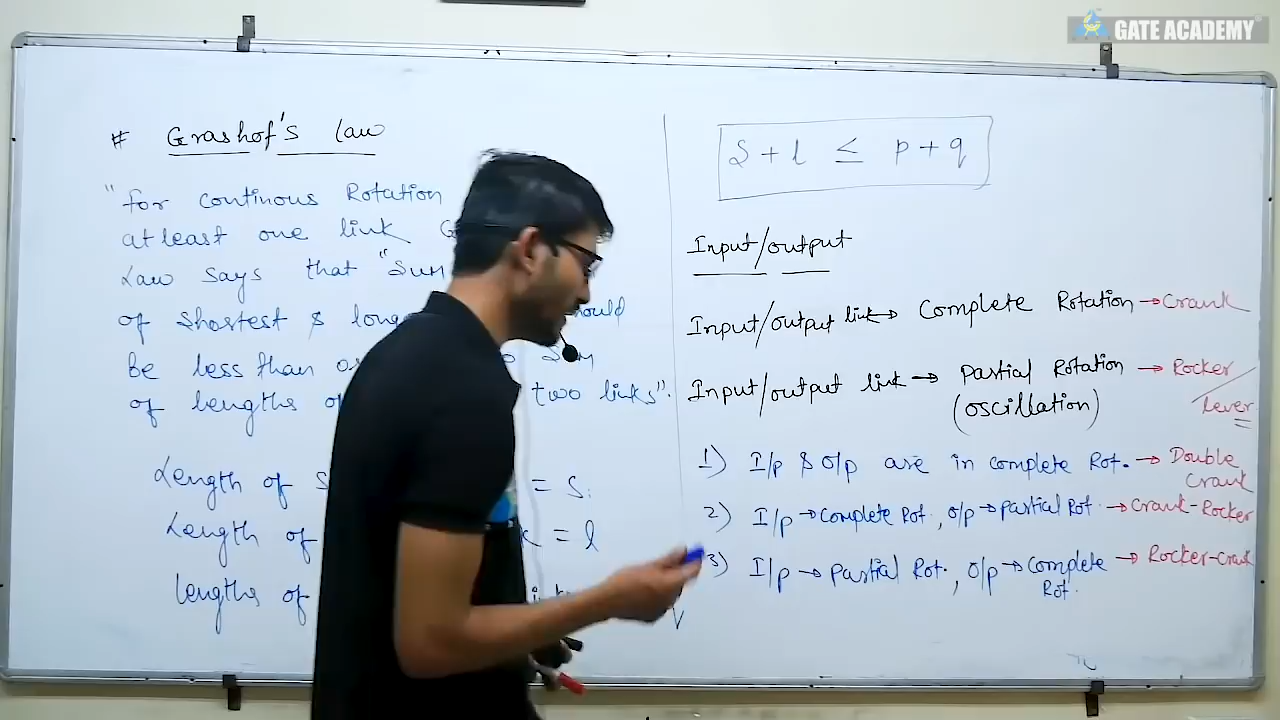 GATE ACADEMY
# Grashof's law
"for continous Rotation
atleast one link
Law says that "Sum
of Shortest & long
Be less than or
of lengths of two links".
Length of S = S.
Length of = l
lengths of
S + l ≤ p + q
Input/output
Input/output link → Complete Rotation → Crank
Input/output link → Partial Rotation → Rocker
(oscillation) lever
1) I/p & O/p are in complete Rot. → Double
Crank
2) I/p → Complete Rot., O/p → Partial Rot. → Crank-Rocker
3) I/p → Partial Rot., O/p → Complete → Rocker-crank
Rot.